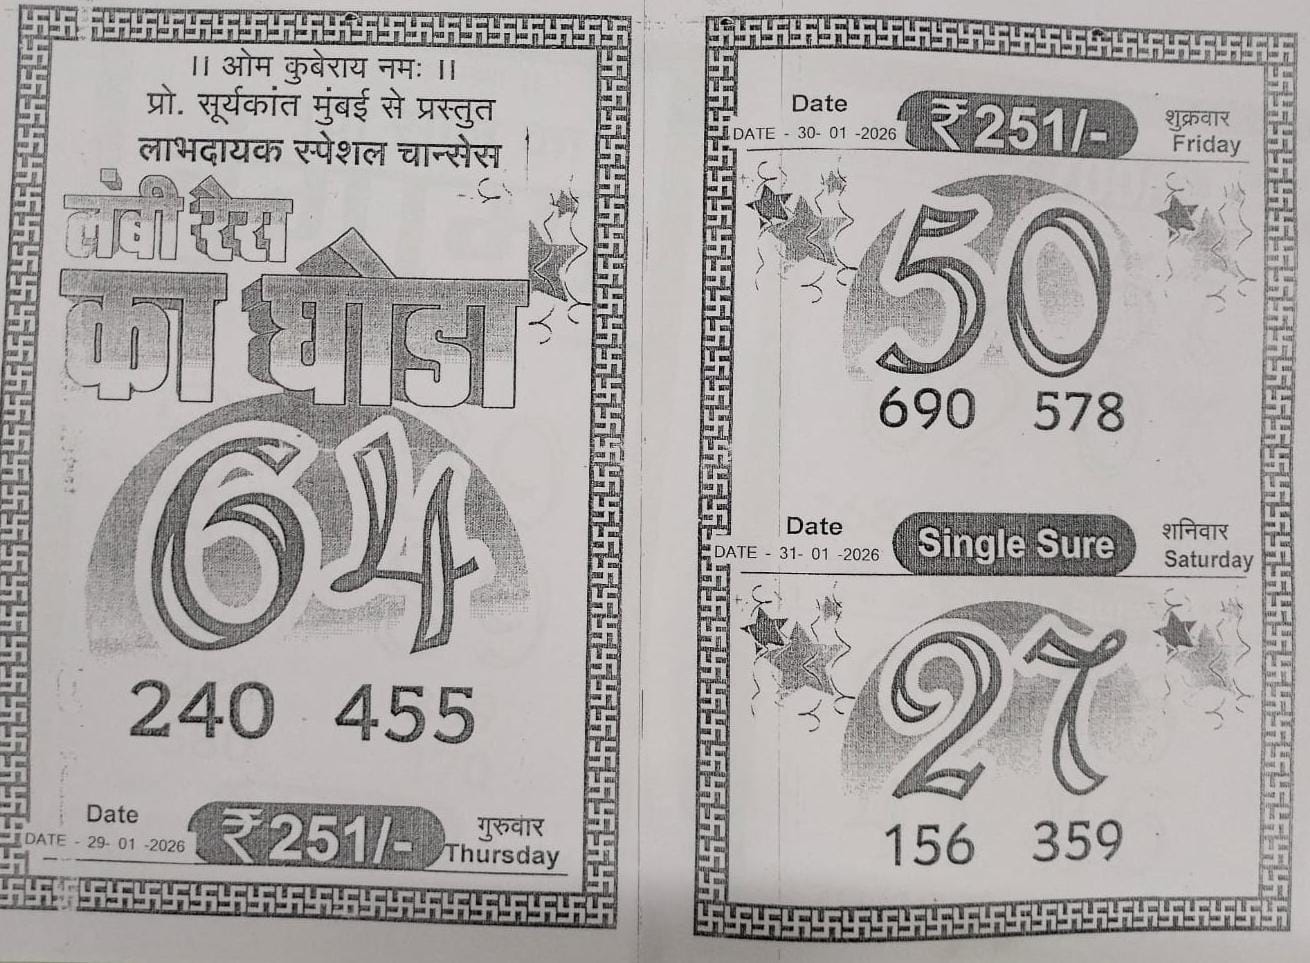 ।। ओम कुबेराय नमः ।।
प्रो. सूर्यकांत मुंबई से प्रस्तुत
लाभदायक स्पेशल चान्सेस
लंबी रेस
का घोडा
64
240 455
Date
DATE - 29- 01 -2026
₹251/-
गुरुवार
Thursday
Date
DATE - 30- 01 -2026
₹251/-
शुक्रवार
Friday
50
690 578
Date
DATE - 31- 01 -2026
Single Sure
शनिवार
Saturday
27
156 359